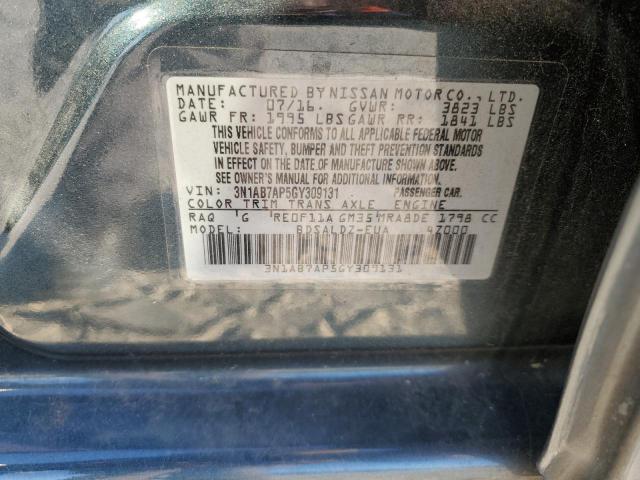 MANUFACTURED BY NISSAN MOTOR CO., LTD.
DATE: 07/16 GVWR: 3823 LBS
GAWR FR: 1995 LBS GAWR RR: 1841 LBS
THIS VEHICLE CONFORMS TO ALL APPLICABLE FEDERAL MOTOR
VEHICLE SAFETY, BUMPER AND THEFT PREVENTION STANDARDS
IN EFFECT ON THE DATE OF MANUFACTURE SHOWN ABOVE.
SEE OWNER'S MANUAL FOR ADDITIONAL INFORMATION
VIN: 3N1AB7AP5GY309131 PASSENGER CAR.
COLOR TRIM TRANS AXLE ENGINE
RAQ G RE0F11A GM35 MRA8DE 1798 CC
MODEL: BDSALDZ-EUA 47000
3N1AB7AP5GY309131